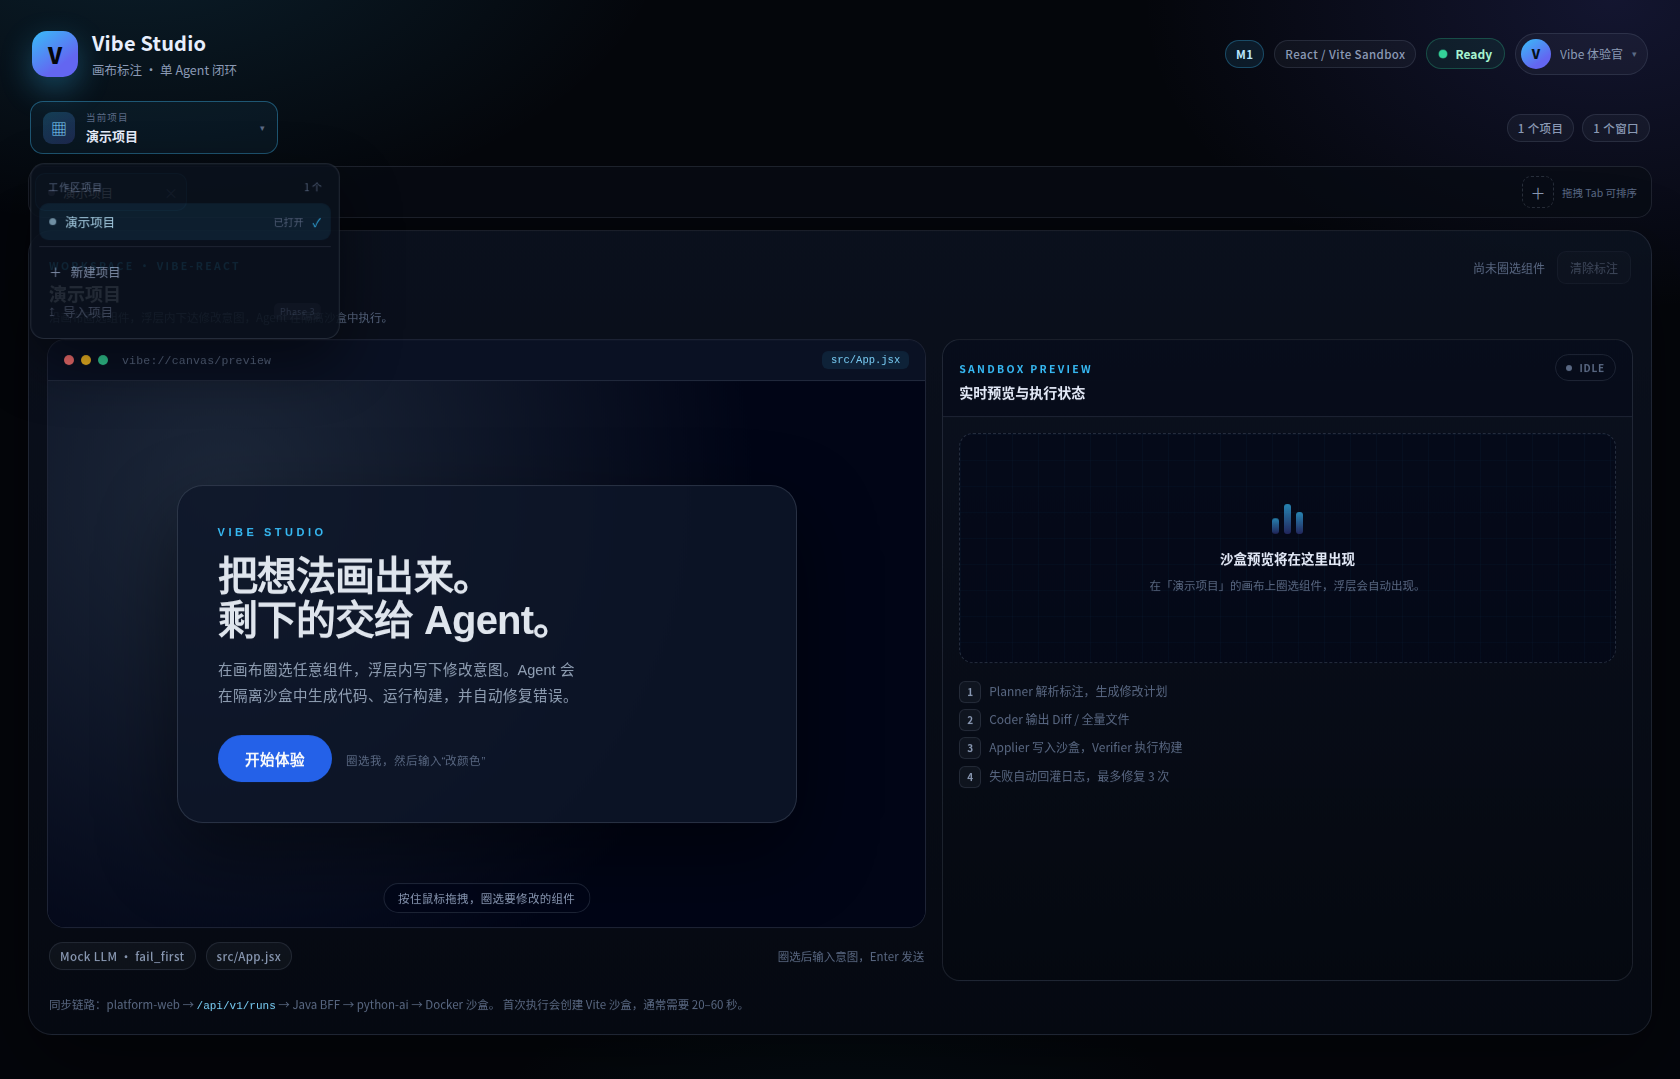 V
Vibe Studio
画布标注 • 单 Agent 闭环
M1
React / Vite Sandbox
Ready
V
Vibe 体验官
当前项目
演示项目
1 个项目
1 个窗口
工作区项目
1 个
演示项目
拖拽 Tab 可排序
演示项目
已打开 ✓
WORKSPACE • VIBE-REACT
+ 新建项目
尚未圈选组件
清除标注
演示项目
导入项目
Phase 3
盒中执行。
vibe://canvas/preview
src/App.jsx
VIBE STUDIO
把想法画出来。
剩下的交给 Agent。
在画布圈选任意组件，浮层内写下修改意图。Agent 会
在隔离沙盒中生成代码、运行构建，并自动修复错误。
开始体验
圈选我，然后输入"改颜色"
按住鼠标拖拽，圈选要修改的组件
SANDBOX PREVIEW
IDLE
实时预览与执行状态
沙盒预览将在这里出现
在「演示项目」的画布上圈选组件，浮层会自动出现。
1 Planner 解析标注，生成修改计划
2 Coder 输出 Diff / 全量文件
3 Applier 写入沙盒，Verifier 执行构建
4 失败自动回灌日志，最多修复 3 次
Mock LLM • fail_first
src/App.jsx
圈选后输入意图，Enter 发送
同步链路：platform-web → /api/v1/runs → Java BFF → python-ai → Docker 沙盒。 首次执行会创建 Vite 沙盒，通常需要 20–60 秒。